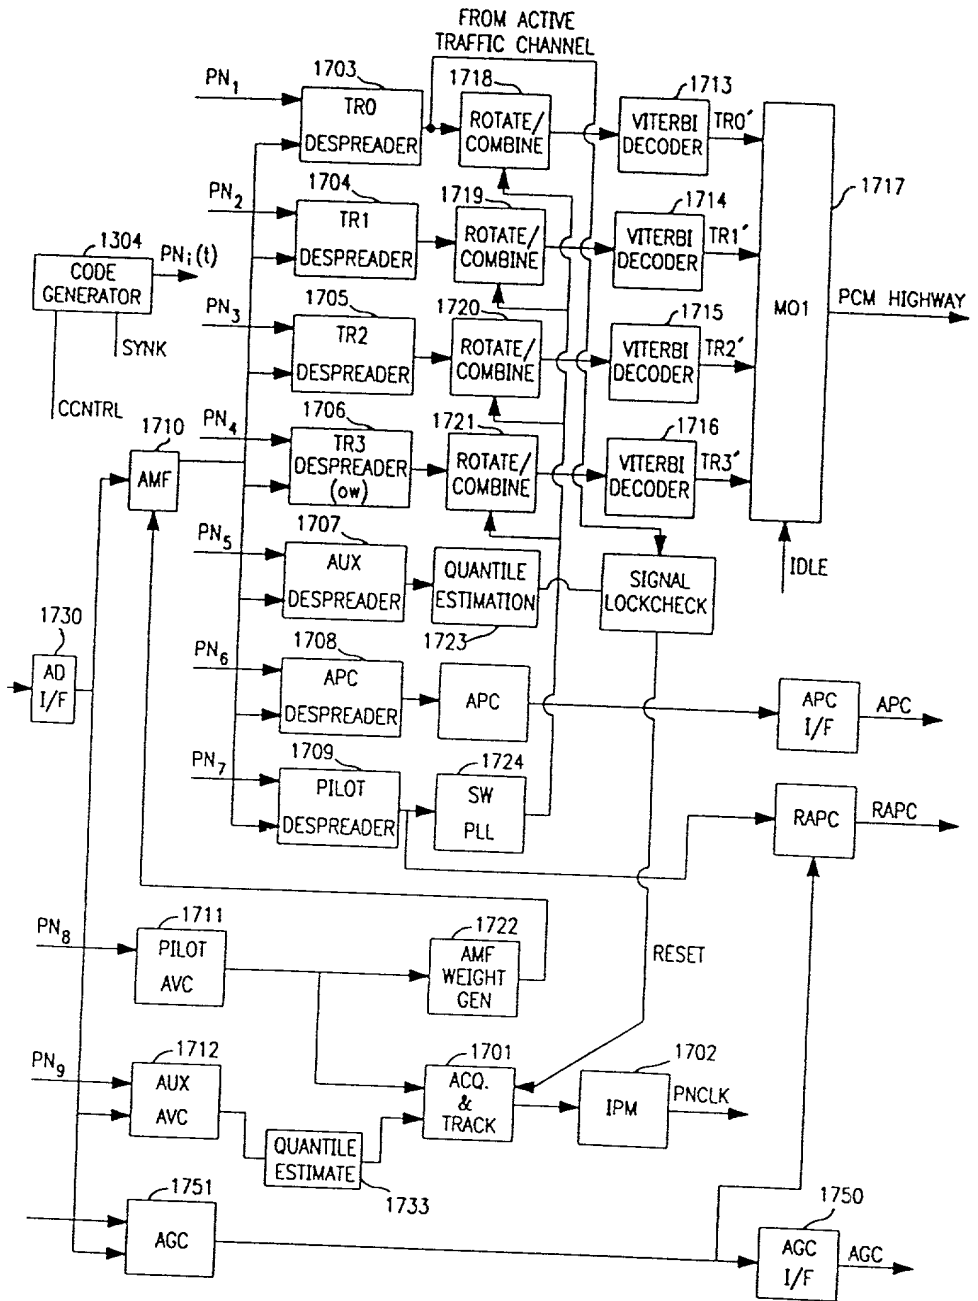 FROM ACTIVE
TRAFFIC CHANNEL
1703
1718
1713
PN1
TR0
DESPREADER
ROTATE/
COMBINE
VITERBI
DECODER
TR0'
1717
1704
1719
1714
PN2
TR1
DESPREADER
ROTATE/
COMBINE
VITERBI
DECODER
TR1'
1304
CODE
GENERATOR
PNi(t)
SYNK
CCNTRL
MO1
PCM HIGHWAY
1705
1720
1715
PN3
TR2
DESPREADER
ROTATE/
COMBINE
VITERBI
DECODER
TR2'
1706
1721
1716
PN4
TR3
DESPREADER
(OW)
ROTATE/
COMBINE
VITERBI
DECODER
TR3'
1710
AMF
IDLE
1707
PN5
AUX
DESPREADER
QUANTILE
ESTIMATION
1723
SIGNAL
LOCKCHECK
1730
AD
I/F
1708
PN6
APC
DESPREADER
APC
APC
I/F
APC
1709
1724
PN7
PILOT
DESPREADER
SW
PLL
RAPC
RAPC
1711
1722
PN8
PILOT
AVC
AMF
WEIGHT
GEN
RESET
1712
1701
1702
PN9
AUX
AVC
ACQ.
&
TRACK
IPM
PNCLK
QUANTILE
ESTIMATE
1733
1751
1750
AGC
AGC
I/F
AGC